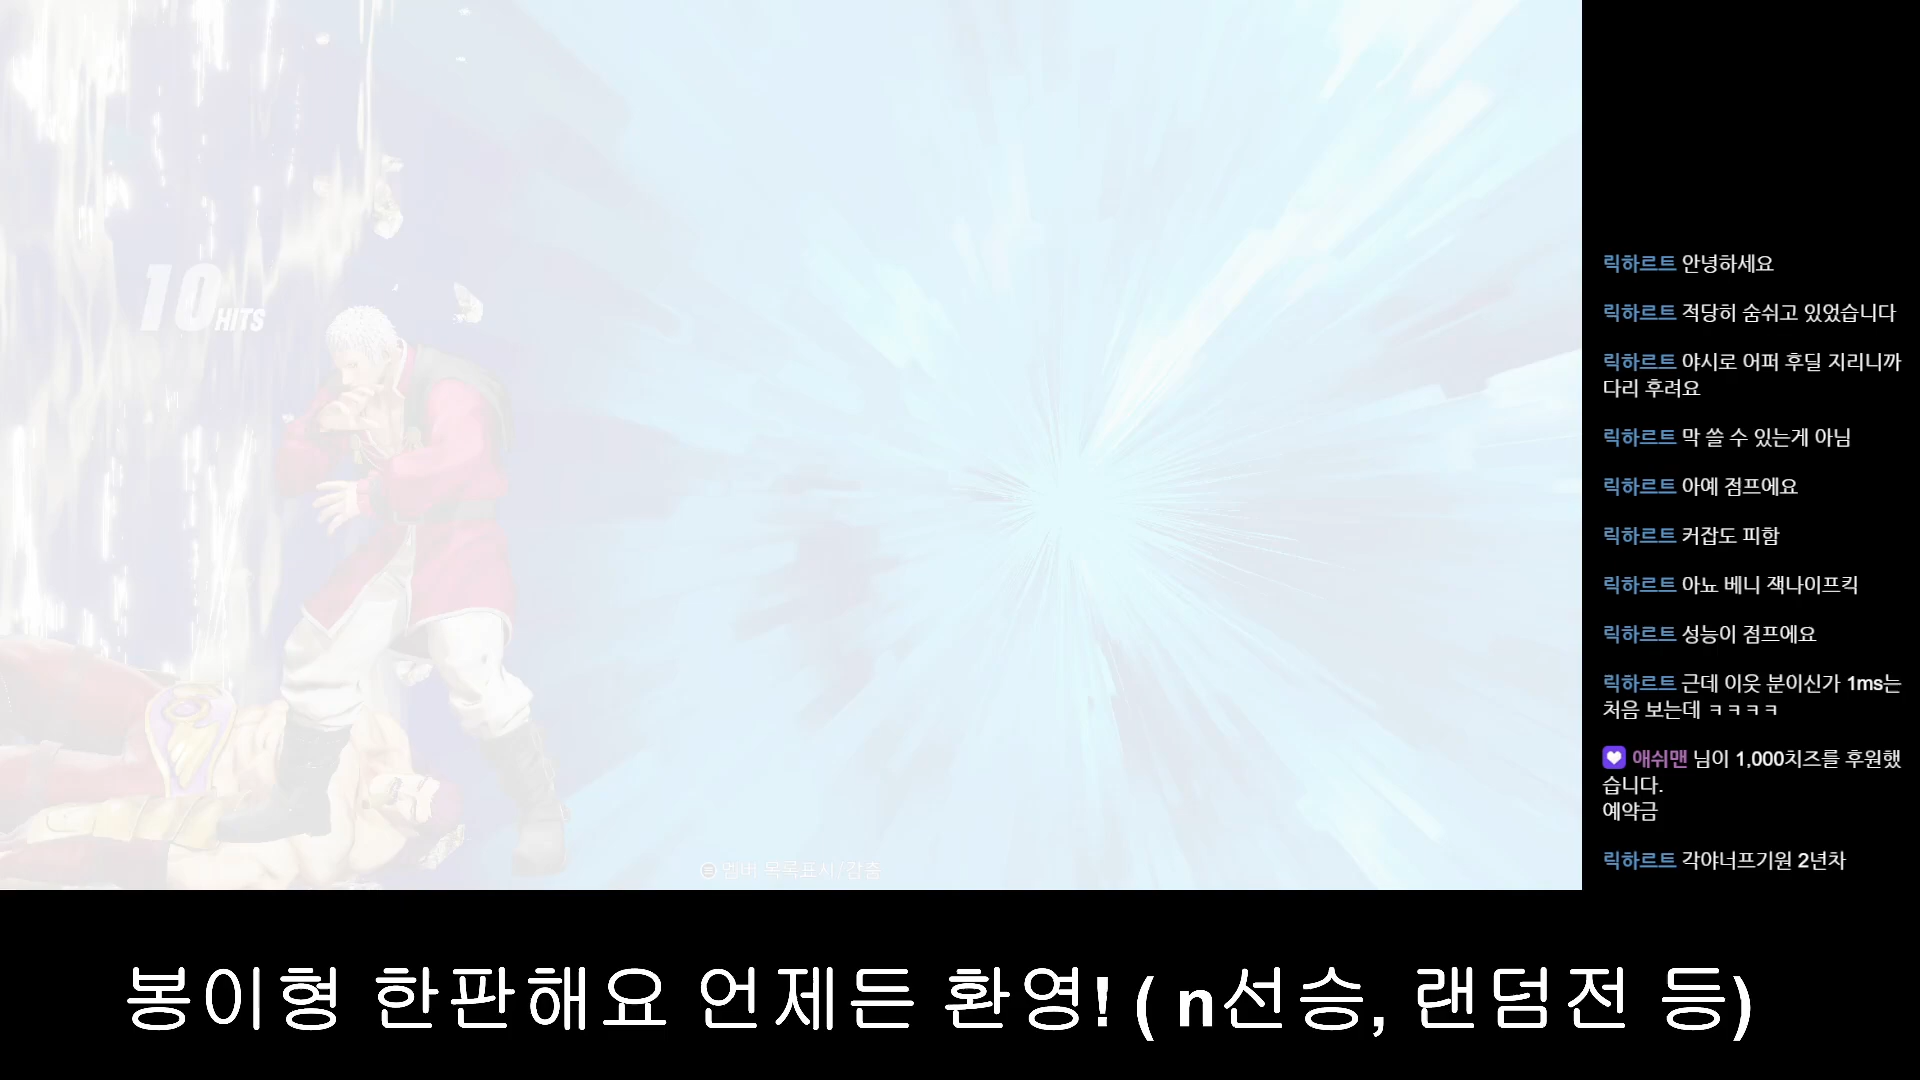 10 HITS
멤버 목록표시/감춤
릭하르트 안녕하세요
릭하르트 적당히 숨쉬고 있었습니다
릭하르트 야시로 어퍼 후딜 지리니까
다리 후려요
릭하르트 막 쓸 수 있는게 아님
릭하르트 아예 점프에요
릭하르트 커잡도 피함
릭하르트 아뇨 베니 잭나이프킥
릭하르트 성능이 점프에요
릭하르트 근데 이웃 분이신가 1ms는
처음 보는데 ㅋㅋㅋㅋ
애쉬맨 님이 1,000치즈를 후원했
습니다.
예약금
릭하르트 각야너프기원 2년차
봉이형 한판해요 언제든 환영! ( n선승, 랜덤전 등)